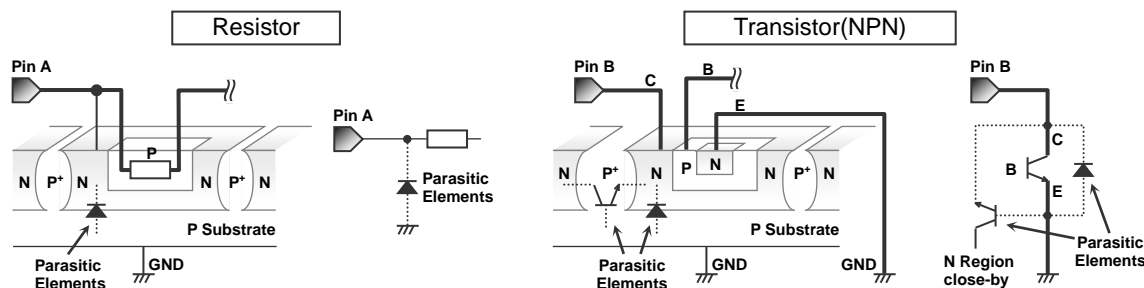 Resistor
Transistor(NPN)
Pin A
P
N
P+
N
N
P+
N
P Substrate
Parasitic
Elements
GND
Pin A
Parasitic
Elements
Pin B
C
B
E
P
N
N
P+
N
N
P+
N
P Substrate
Parasitic
Elements
GND
GND
Pin B
C
B
E
N Region
close-by
Parasitic
Elements